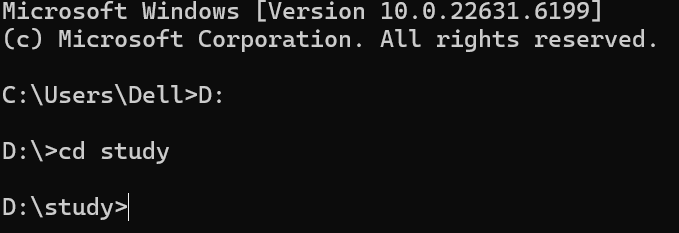 Microsoft Windows [Version 10.0.22631.6199]
(c) Microsoft Corporation. All rights reserved.
C:\Users\Dell>D:
D:\>cd study
D:\study>